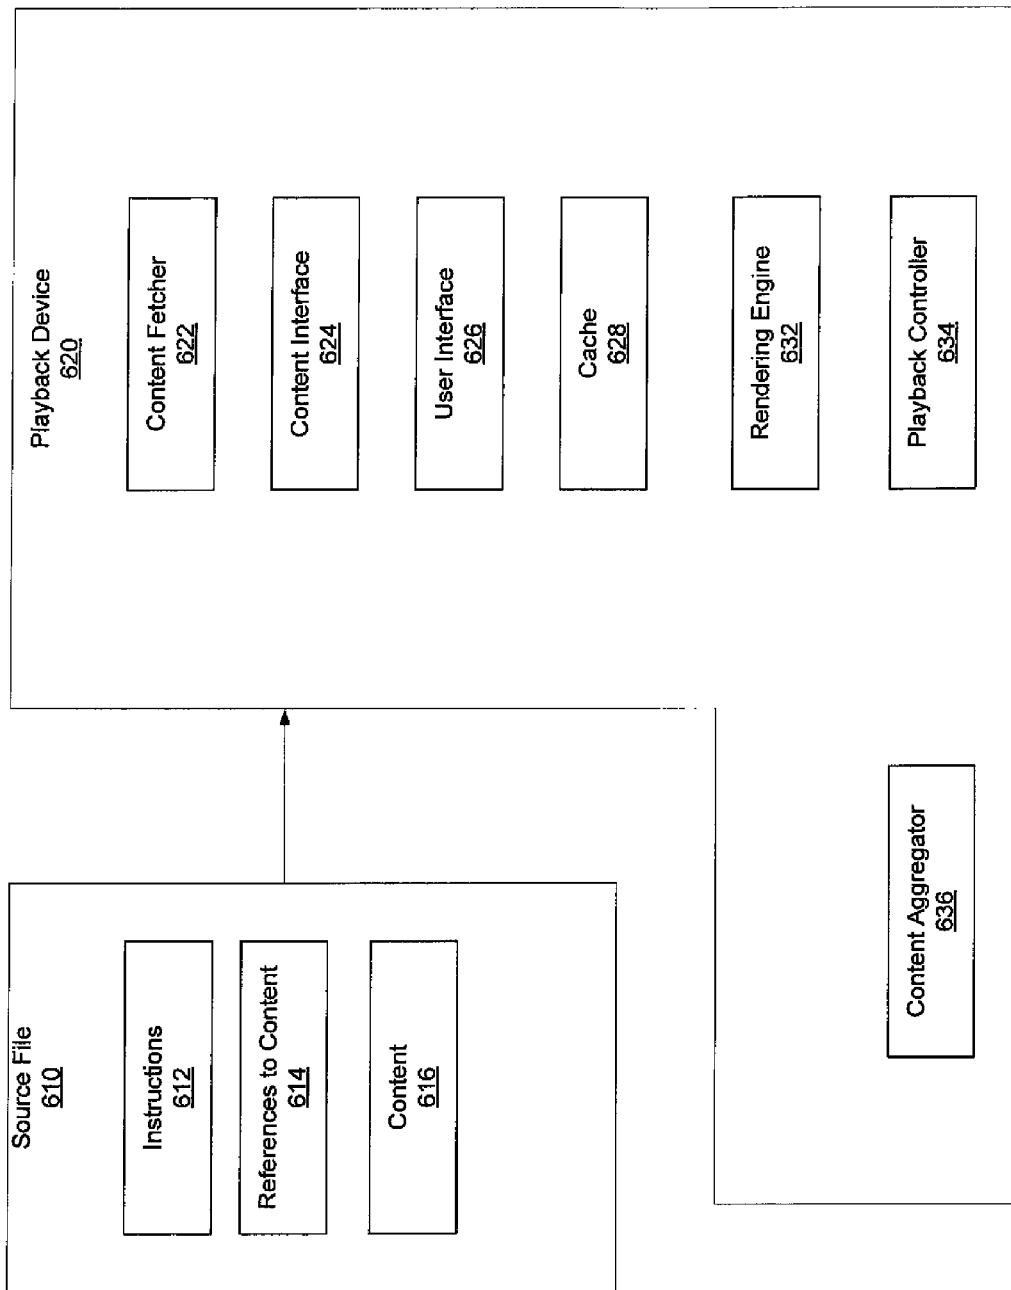 Source File
610
Instructions
612
References to Content
614
Content
616
Playback Device
620
Content Fetcher
622
Content Interface
624
User Interface
626
Cache
628
Rendering Engine
632
Content Aggregator
636
Playback Controller
634